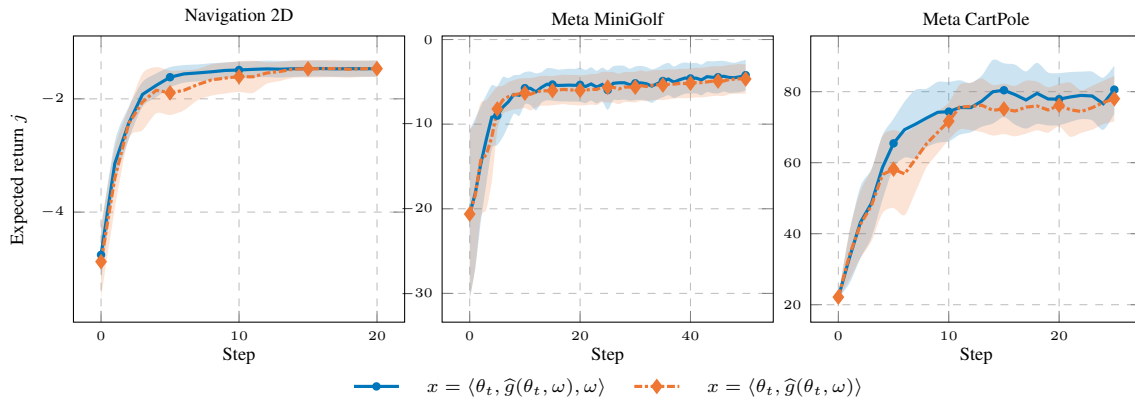 Navigation 2D
Meta MiniGolf
Meta CartPole
Expected return j
−2
−4
0
10
20
Step
0
−10
−20
−30
0
20
40
Step
80
60
40
20
0
10
20
Step
x = ⟨θ_t, ĝ(θ_t, ω), ω⟩
x = ⟨θ_t, ĝ(θ_t, ω)⟩